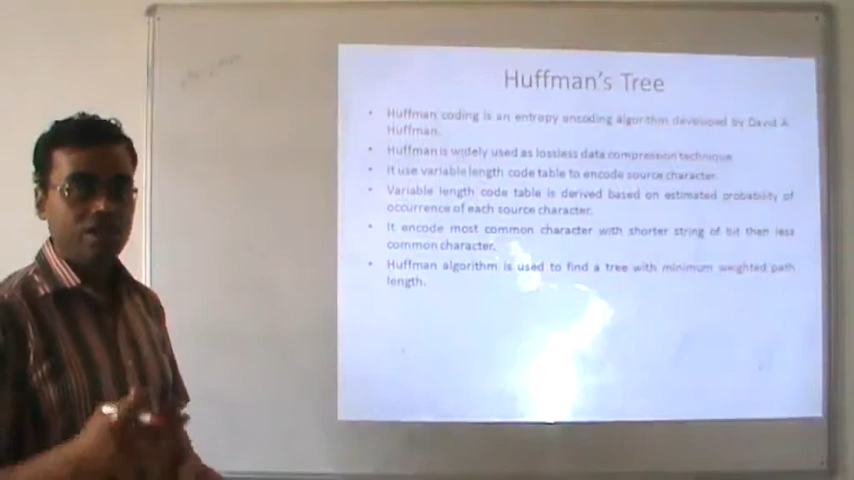 Huffman's Tree
• Huffman coding is an entropy encoding algorithm developed by David A.
Huffman.
• Huffman is widely used as lossless data compression technique
• It use variable length code table to encode source character.
• Variable length code table is derived based on estimated probability of
occurrence of each source character.
• It encode most common character with shorter string of bit then less
common character.
• Huffman algorithm is used to find a tree with minimum weighted path
length.